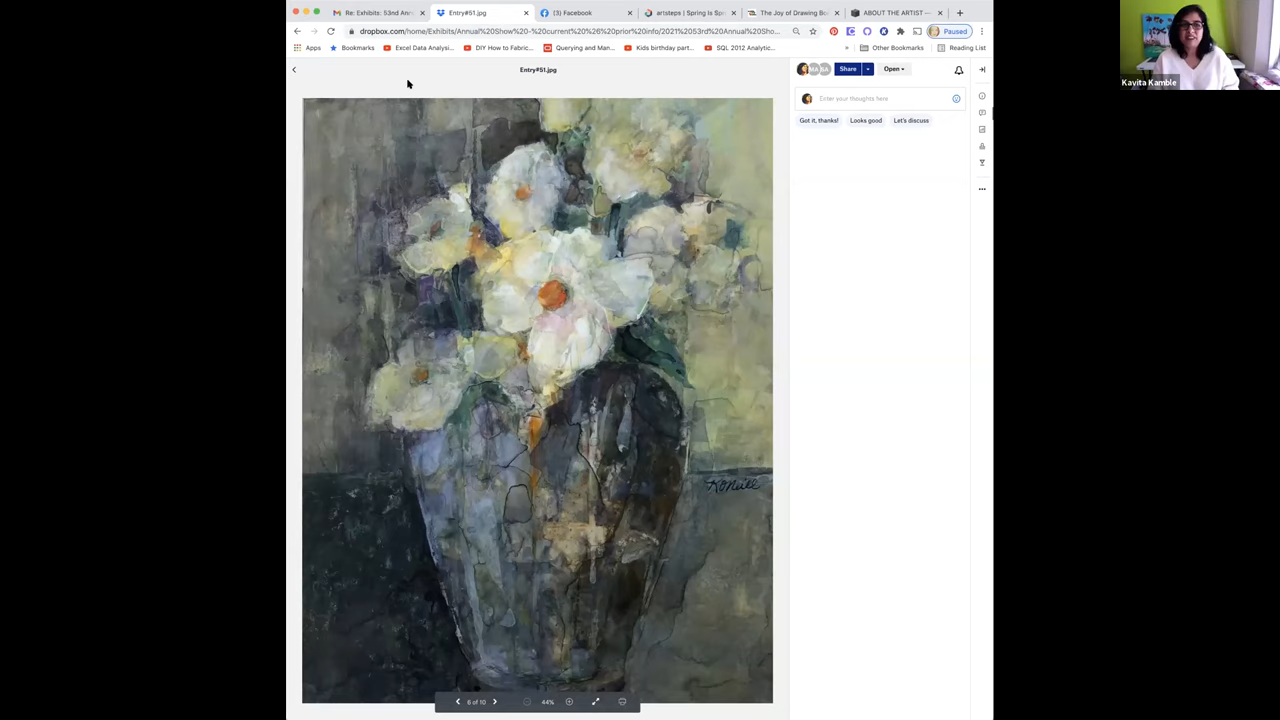 Re: Exhibits: 53nd Ann
Entry#51.jpg
(3) Facebook
artsteps | Spring Is Spr
The Joy of Drawing Bo
ABOUT THE ARTIST —
dropbox.com/home/Exhibits/Annual%20Show%20-%20current%20%26%20prior%20info/2021%2053rd%20Annual%20Sho...
Paused
Apps
Bookmarks
Excel Data Analysi...
DIY How to Fabric...
Querying and Man...
Kids birthday part...
SQL 2012 Analytic...
»
Other Bookmarks
Reading List
Entry#51.jpg
Share
Open
Enter your thoughts here
Got it, thanks!
Looks good
Let's discuss
Kavita Kamble
KONeill
6 of 10
44%